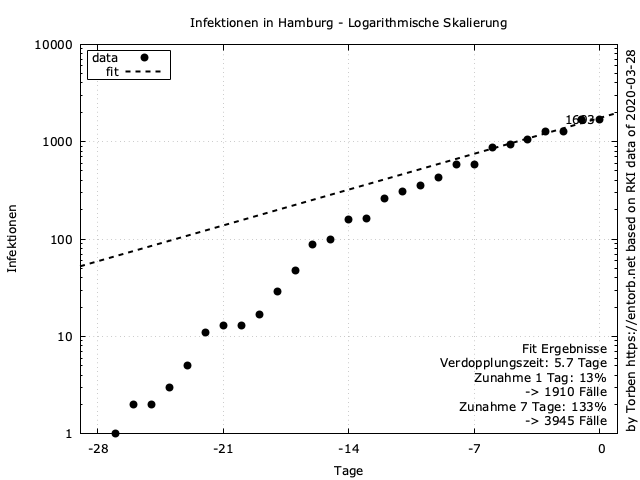 Infektionen in Hamburg - Logarithmische Skalierung
10000
1000
100
10
1
data
fit
Infektionen
Fit Ergebnisse
Verdopplungszeit: 5.7 Tage
Zunahme 1 Tag: 13%
-> 1910 Fälle
Zunahme 7 Tage: 133%
-> 3945 Fälle
-28
-21
-14
-7
0
Tage
by Torben https://entorb.net based on RKI data of 2020-03-28